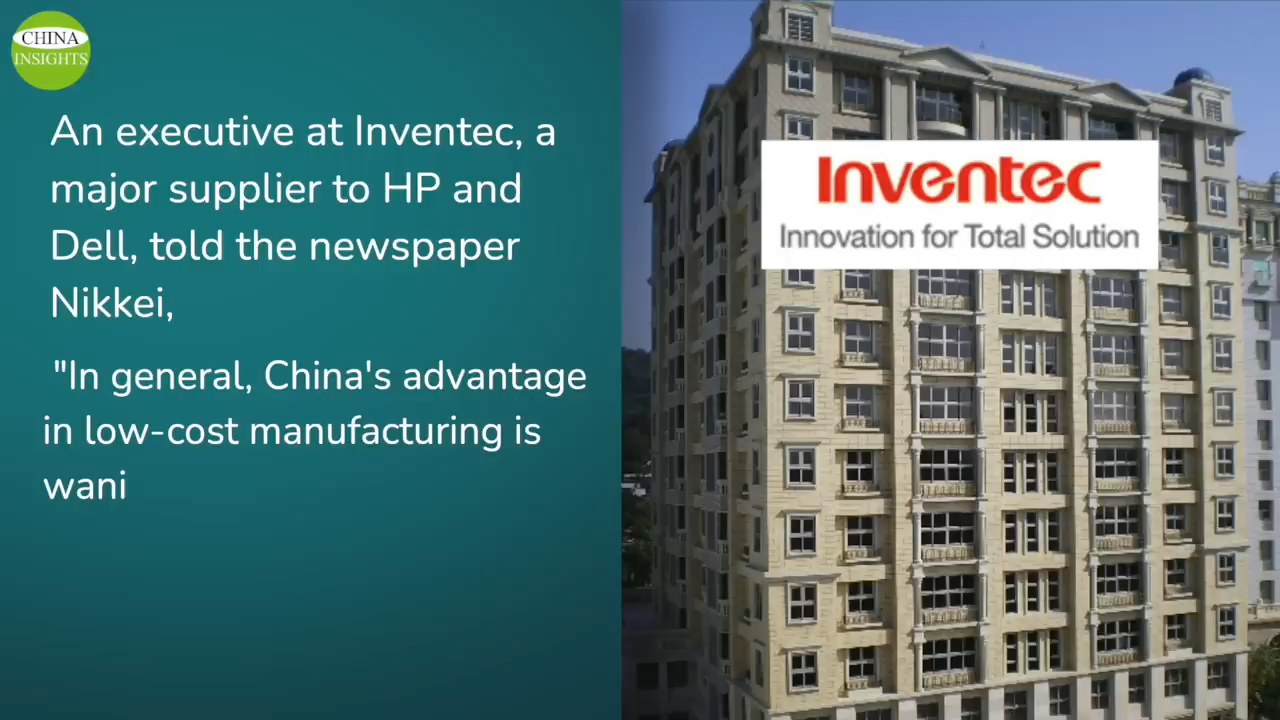 CHINA
INSIGHTS
An executive at Inventec, a
major supplier to HP and
Dell, told the newspaper
Nikkei,
"In general, China's advantage
in low-cost manufacturing is
wani
Inventec
Innovation for Total Solution